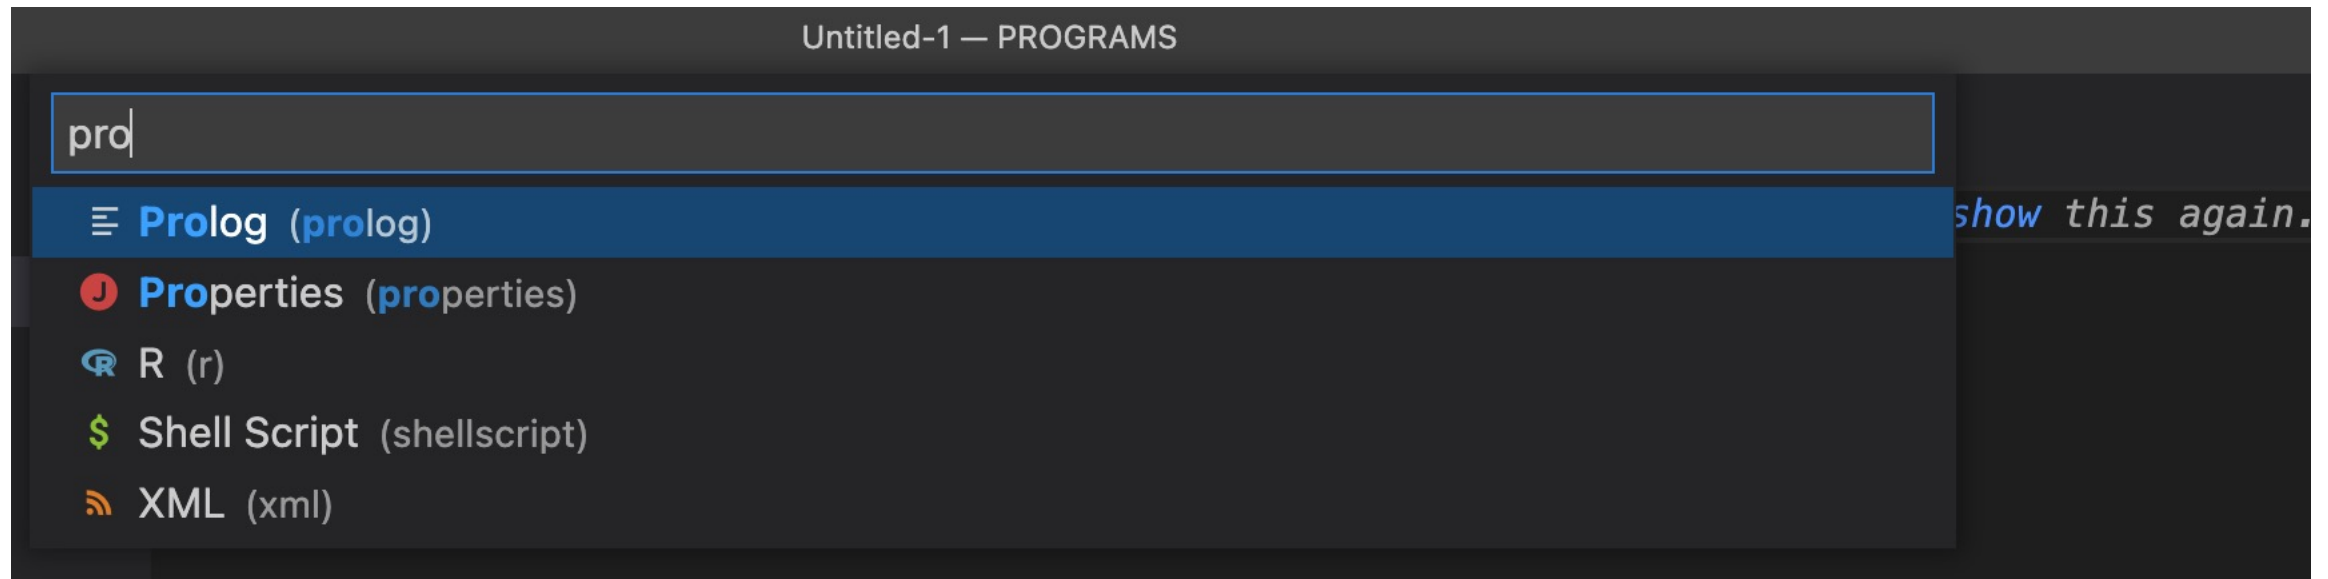 Untitled-1 — PROGRAMS
pro
Prolog (prolog)
show this again.
Properties (properties)
R (r)
$ Shell Script (shellscript)
XML (xml)